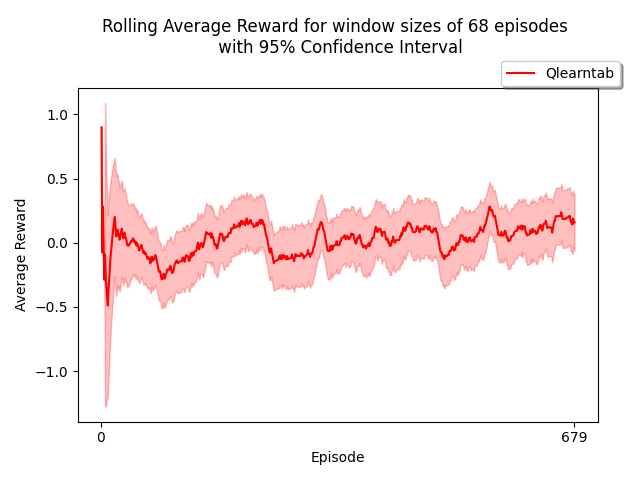 Rolling Average Reward for window sizes of 68 episodes
with 95% Confidence Interval
Qlearntab
1.0
0.5
0.0
−0.5
−1.0
Average Reward
0
679
Episode